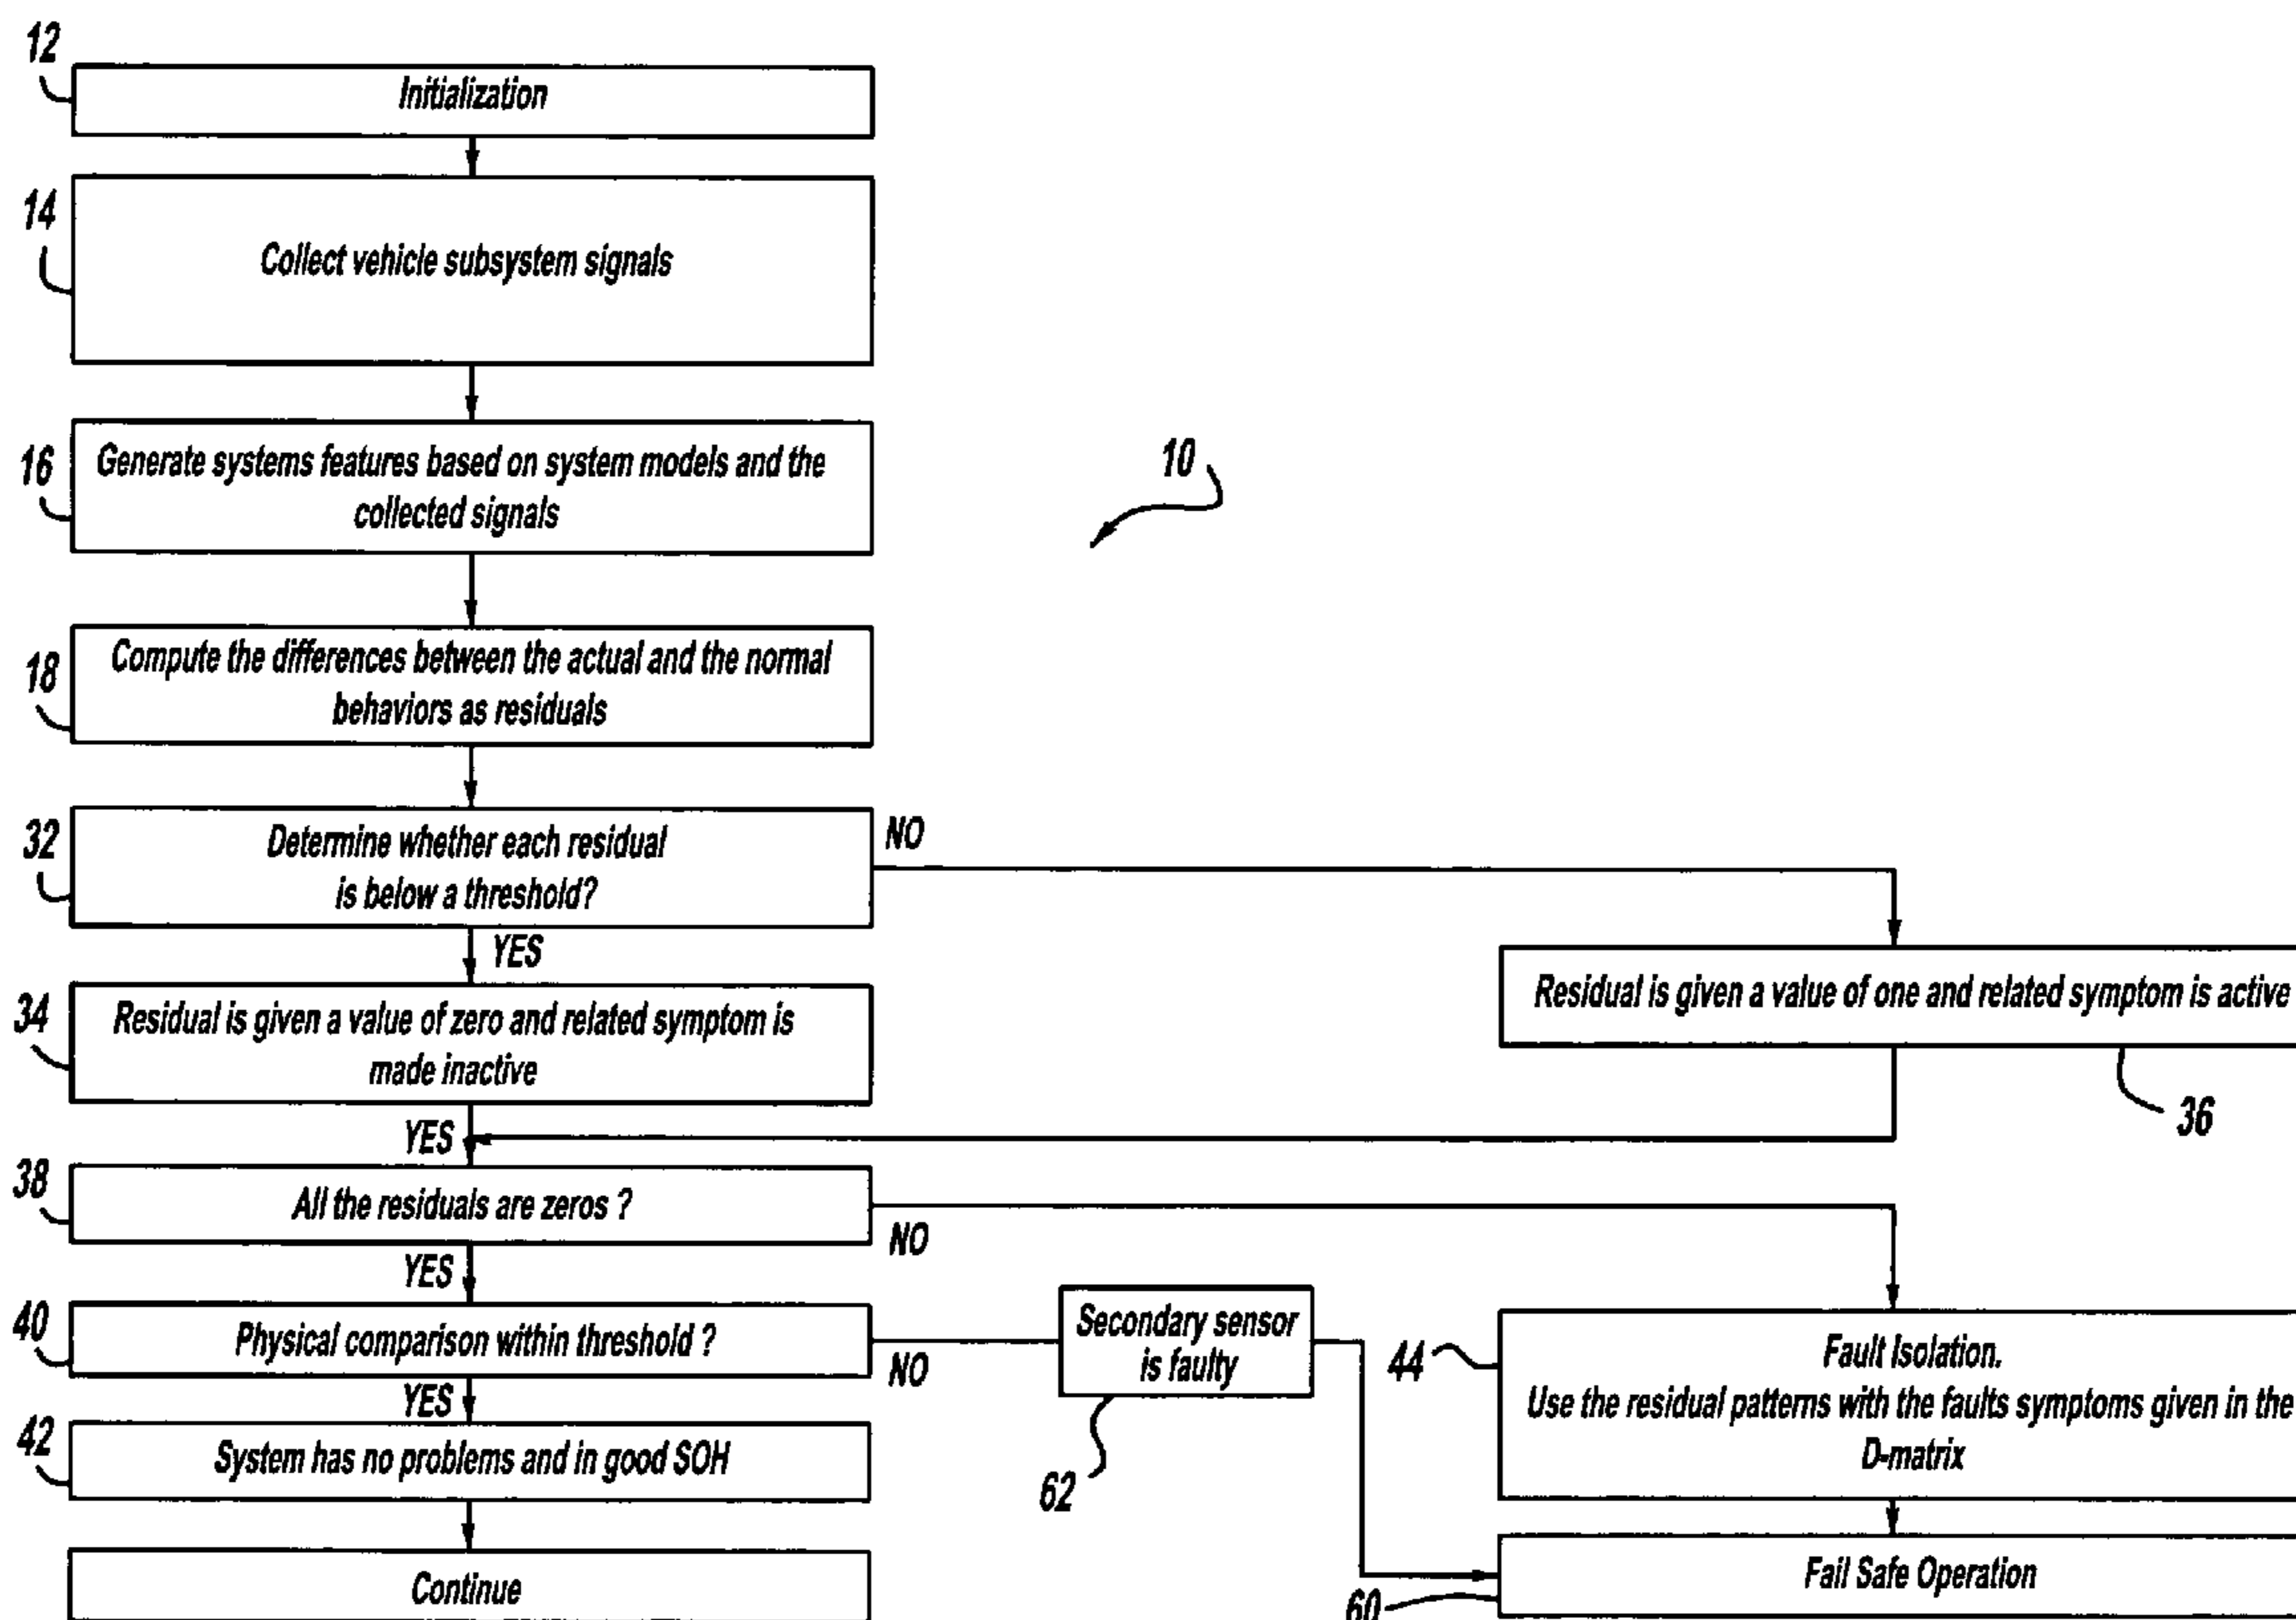 12
Initialization
14
Collect vehicle subsystem signals
16
Generate systems features based on system models and the
collected signals
10
18
Compute the differences between the actual and the normal
behaviors as residuals
32
Determine whether each residual
is below a threshold?
NO
YES
34
Residual is given a value of zero and related symptom is
made inactive
Residual is given a value of one and related symptom is active
36
YES
38
All the residuals are zeros ?
NO
YES
40
Physical comparison within threshold ?
NO
Secondary sensor
is faulty
62
44
Fault Isolation.
Use the residual patterns with the faults symptoms given in the
D-matrix
YES
42
System has no problems and in good SOH
Continue
Fail Safe Operation
60